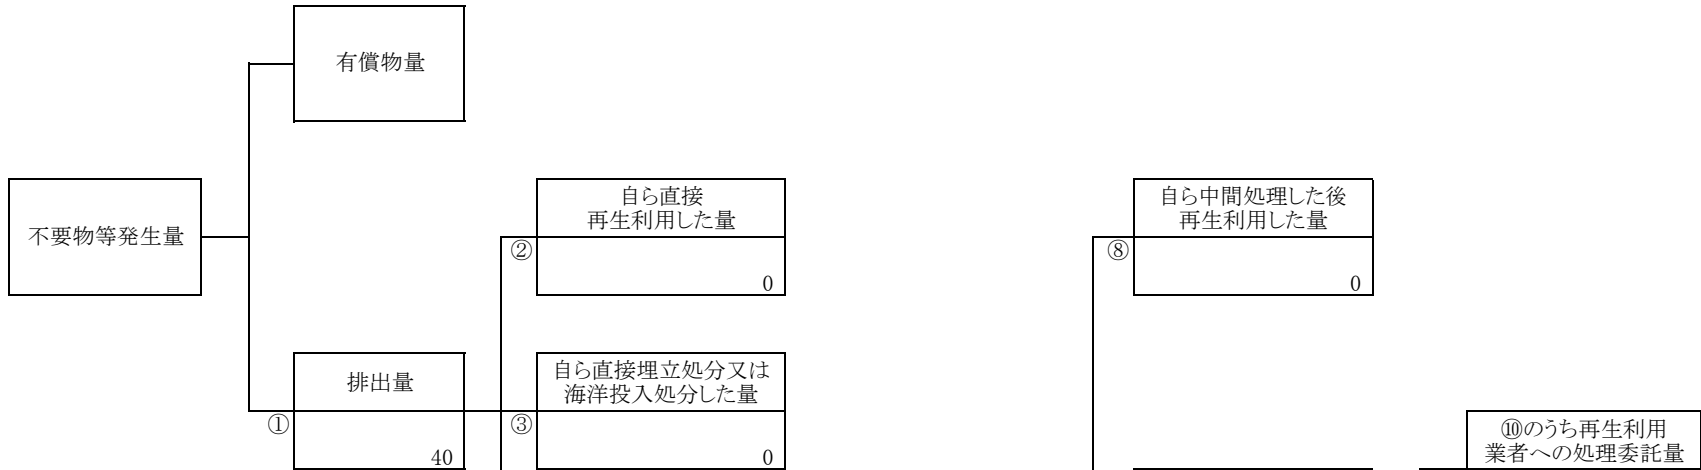 有償物量
不要物等発生量
自ら直接
再生利用した量
②
0
自ら中間処理した後
再生利用した量
⑧
0
排出量
①
40
自ら直接埋立処分又は
海洋投入処分した量
③
0
⑩のうち再生利用
業者への処理委託量